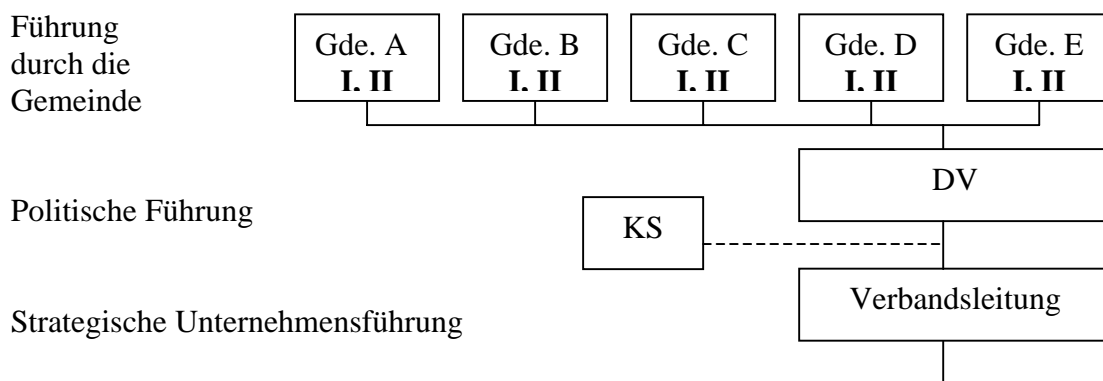 Führung
durch die
Gemeinde
Gde. A
I, II
Gde. B
I, II
Gde. C
I, II
Gde. D
I, II
Gde. E
I, II
DV
Politische Führung
KS
Verbandsleitung
Strategische Unternehmensführung